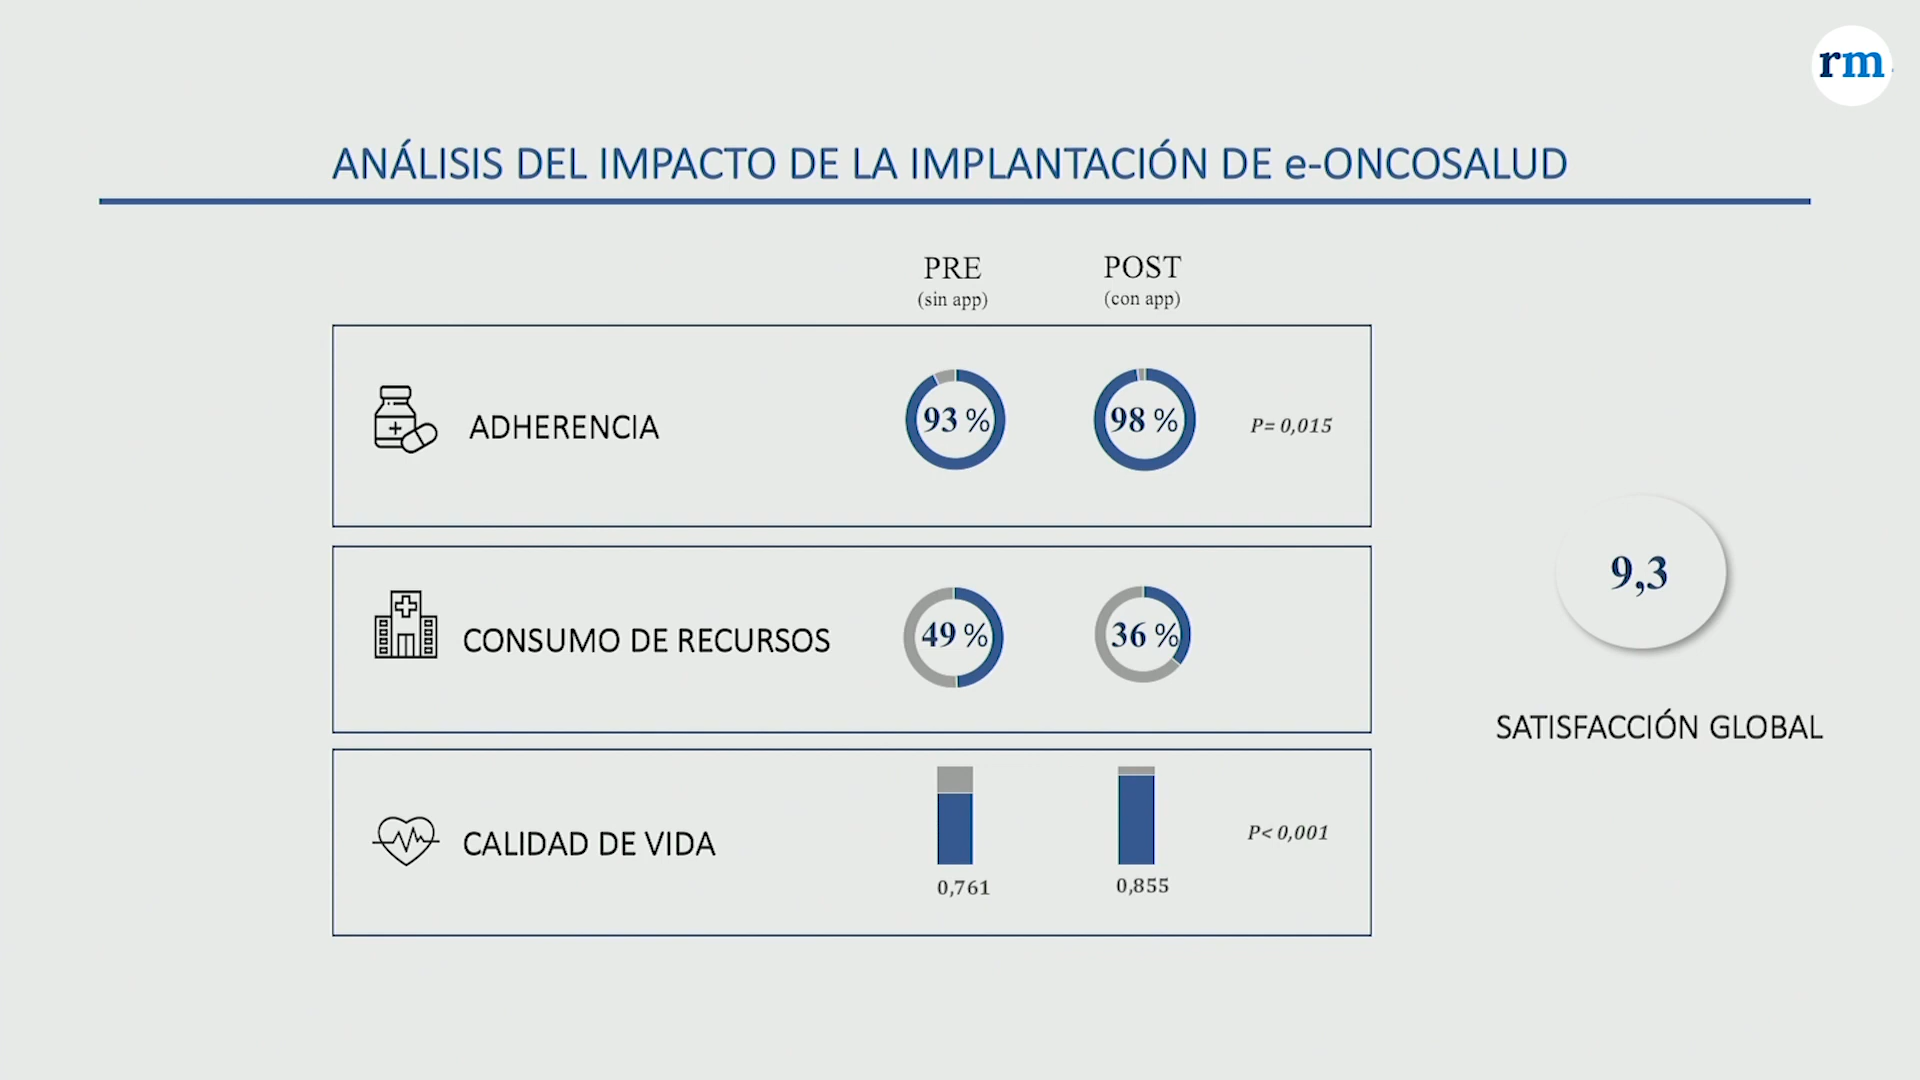 rm
ANÁLISIS DEL IMPACTO DE LA IMPLANTACIÓN DE e-ONCOSALUD
PRE
(sin app)
POST
(con app)
ADHERENCIA
93 %
98 %
P= 0,015
CONSUMO DE RECURSOS
49 %
36 %
CALIDAD DE VIDA
0,761
0,855
P< 0,001
9,3
SATISFACCIÓN GLOBAL